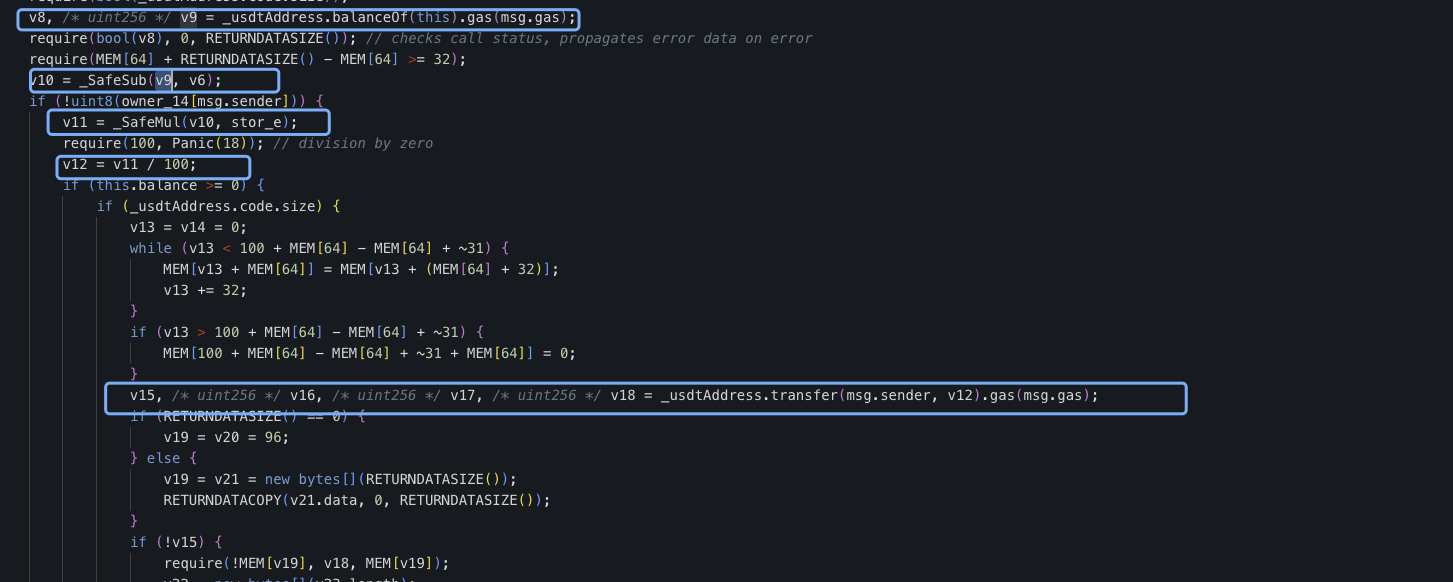 v8, /* uint256 */ v9 = _usdtAddress.balanceOf(this).gas(msg.gas);
require(bool(v8), 0, RETURNDATASIZE()); // checks call status, propagates error data on error
require(MEM[64] + RETURNDATASIZE() - MEM[64] >= 32);
v10 = _SafeSub(v9, v6);
if (!uint8(owner_14[msg.sender])) {
v11 = _SafeMul(v10, stor_e);
require(100, Panic(18)); // division by zero
v12 = v11 / 100;
if (this.balance >= 0) {
if (_usdtAddress.code.size) {
v13 = v14 = 0;
while (v13 < 100 + MEM[64] - MEM[64] + ~31) {
MEM[v13 + MEM[64]] = MEM[v13 + (MEM[64] + 32)];
v13 += 32;
}
if (v13 > 100 + MEM[64] - MEM[64] + ~31) {
MEM[100 + MEM[64] - MEM[64] + ~31 + MEM[64]] = 0;
}
v15, /* uint256 */ v16, /* uint256 */ v17, /* uint256 */ v18 = _usdtAddress.transfer(msg.sender, v12).gas(msg.gas);
if (RETURNDATASIZE() == 0) {
v19 = v20 = 96;
} else {
v19 = v21 = new bytes[](RETURNDATASIZE());
RETURNDATACOPY(v21.data, 0, RETURNDATASIZE());
}
if (!v15) {
require(!MEM[v19], v18, MEM[v19]);